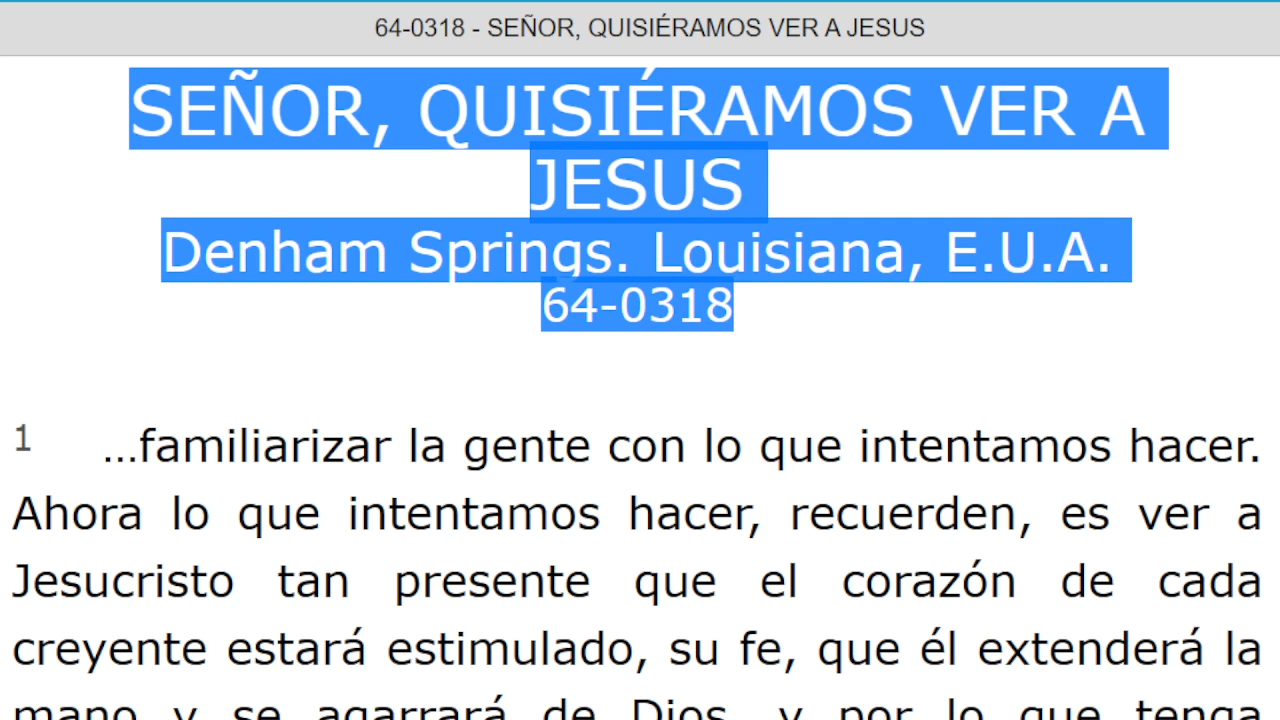 64-0318 - SEÑOR, QUISIÉRAMOS VER A JESUS
SEÑOR, QUISIÉRAMOS VER A
JESUS
Denham Springs. Louisiana, E.U.A.
64-0318
1 …familiarizar la gente con lo que intentamos hacer.
Ahora lo que intentamos hacer, recuerden, es ver a
Jesucristo tan presente que el corazón de cada
creyente estará estimulado, su fe, que él extenderá la
mano y se agarrará de Dios, y por lo que tenga